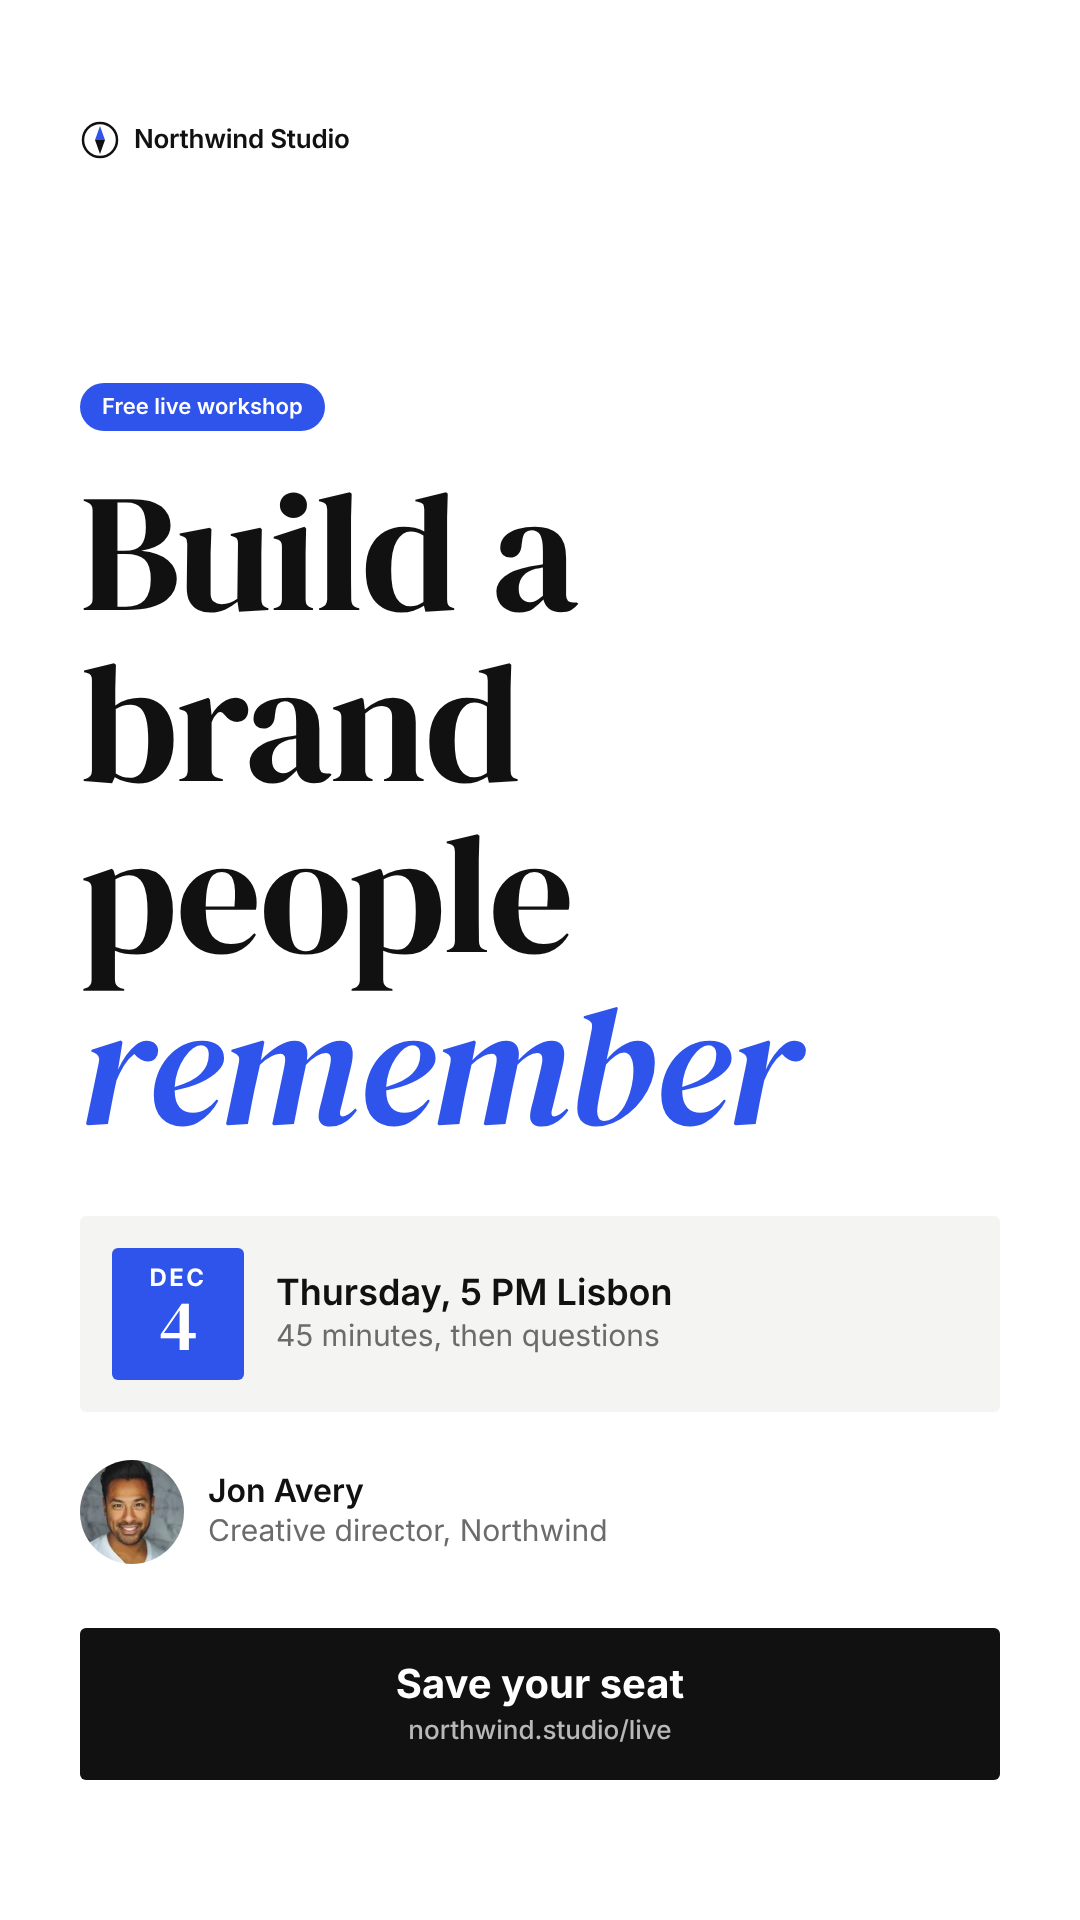 Northwind Studio
Free live workshop
Build a
brand
people
remember
DEC
4
Thursday, 5 PM Lisbon
45 minutes, then questions
Jon Avery
Creative director, Northwind
Save your seat
northwind.studio/live